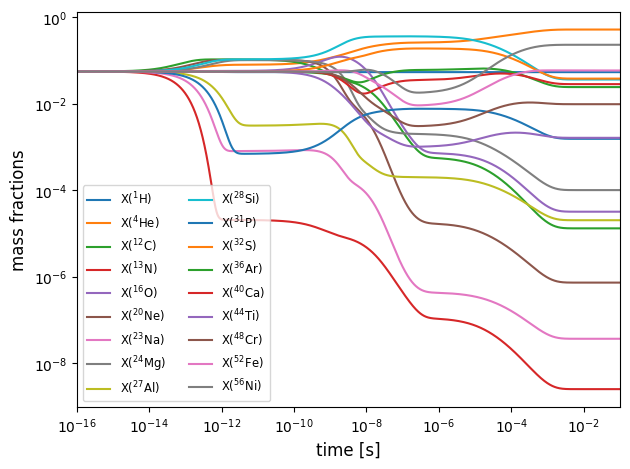 mass fractions
10⁰
10⁻²
10⁻⁴
10⁻⁶
10⁻⁸
X(¹H)
X(⁴He)
X(¹²C)
X(¹³N)
X(¹⁶O)
X(²⁰Ne)
X(²³Na)
X(²⁴Mg)
X(²⁷Al)
X(²⁸Si)
X(³¹P)
X(³²S)
X(³⁶Ar)
X(⁴⁰Ca)
X(⁴⁴Ti)
X(⁴⁸Cr)
X(⁵²Fe)
X(⁵⁶Ni)
10⁻¹⁶ 10⁻¹⁴ 10⁻¹² 10⁻¹⁰ 10⁻⁸ 10⁻⁶ 10⁻⁴ 10⁻²
time [s]